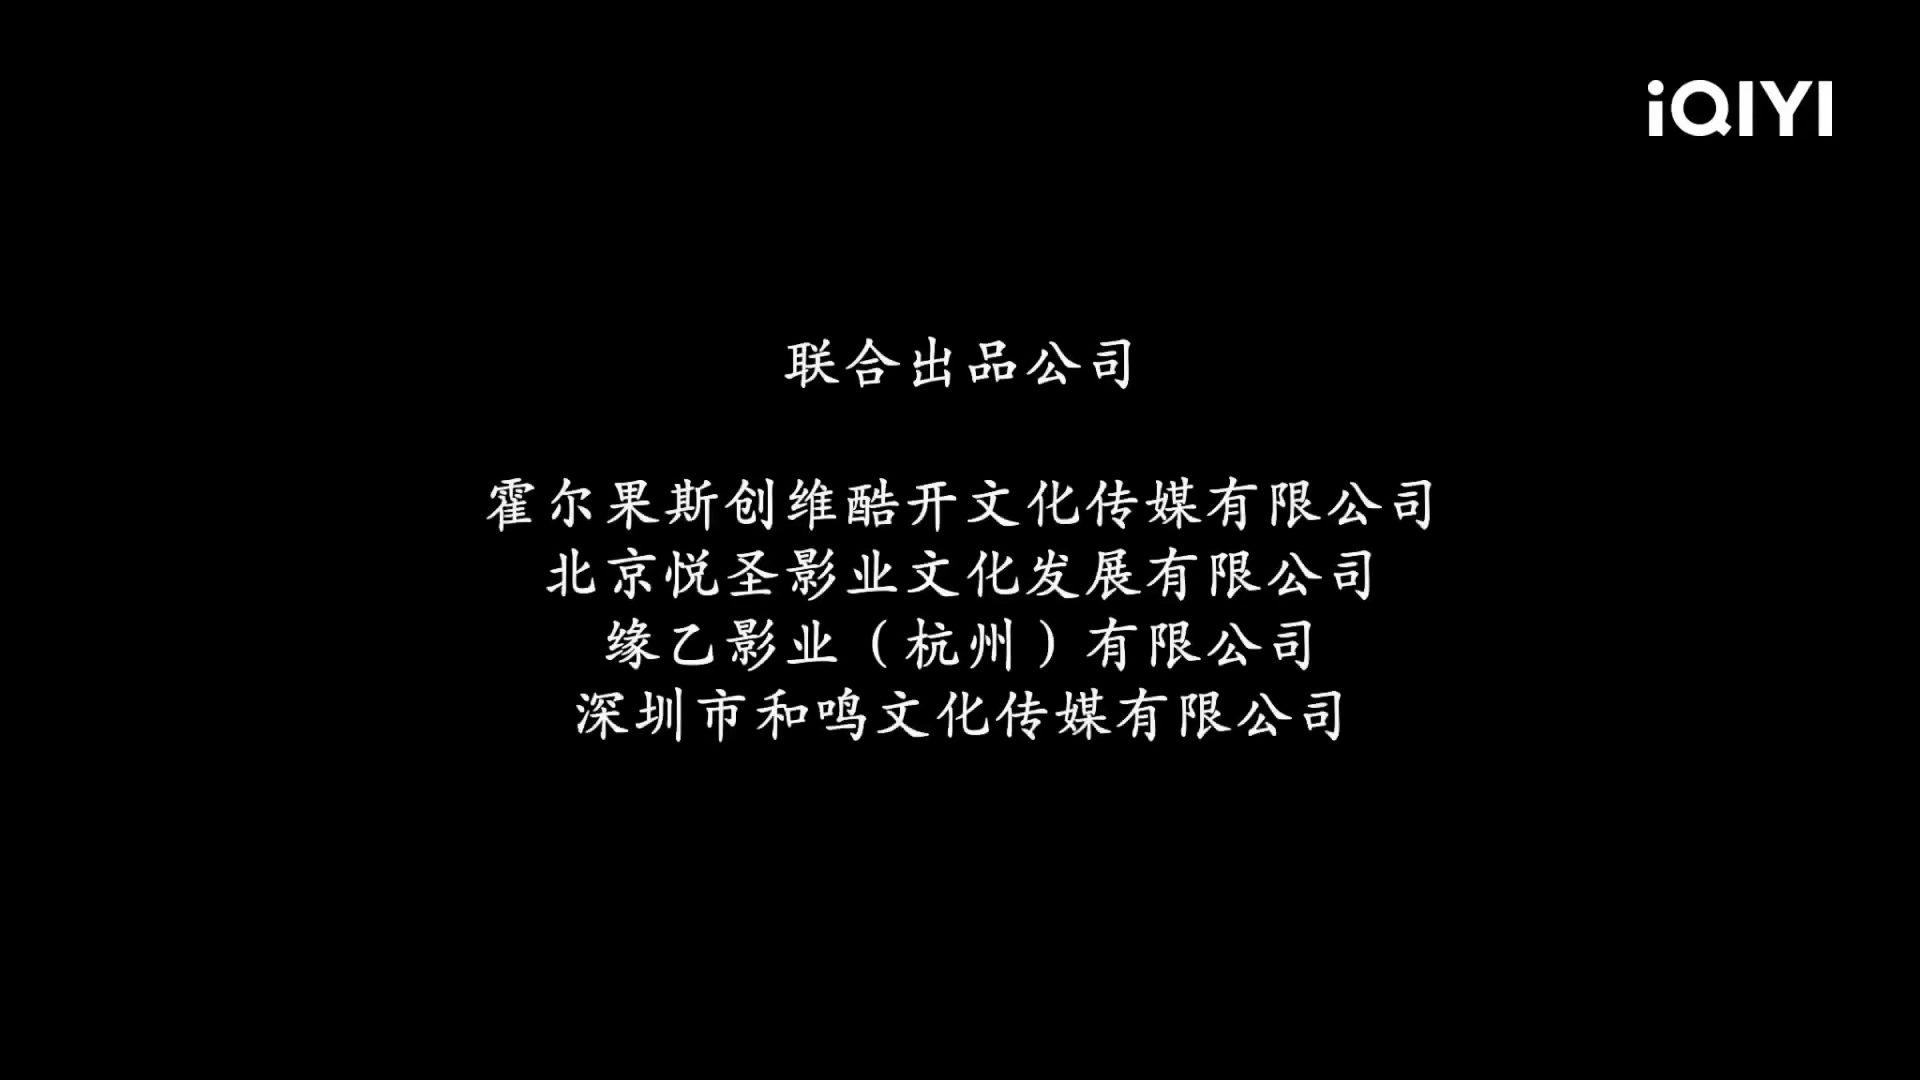 iQIYI
联合出品公司
霍尔果斯创维酷开文化传媒有限公司
北京悦圣影业文化发展有限公司
缘乙影业（杭州）有限公司
深圳市和鸣文化传媒有限公司